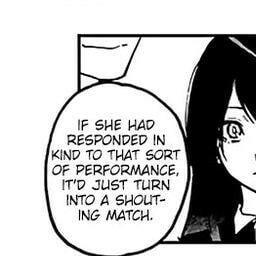 IF SHE HAD
RESPONDED IN
KIND TO THAT SORT
OF PERFORMANCE,
IT'D JUST TURN
INTO A SHOUT-
ING MATCH.